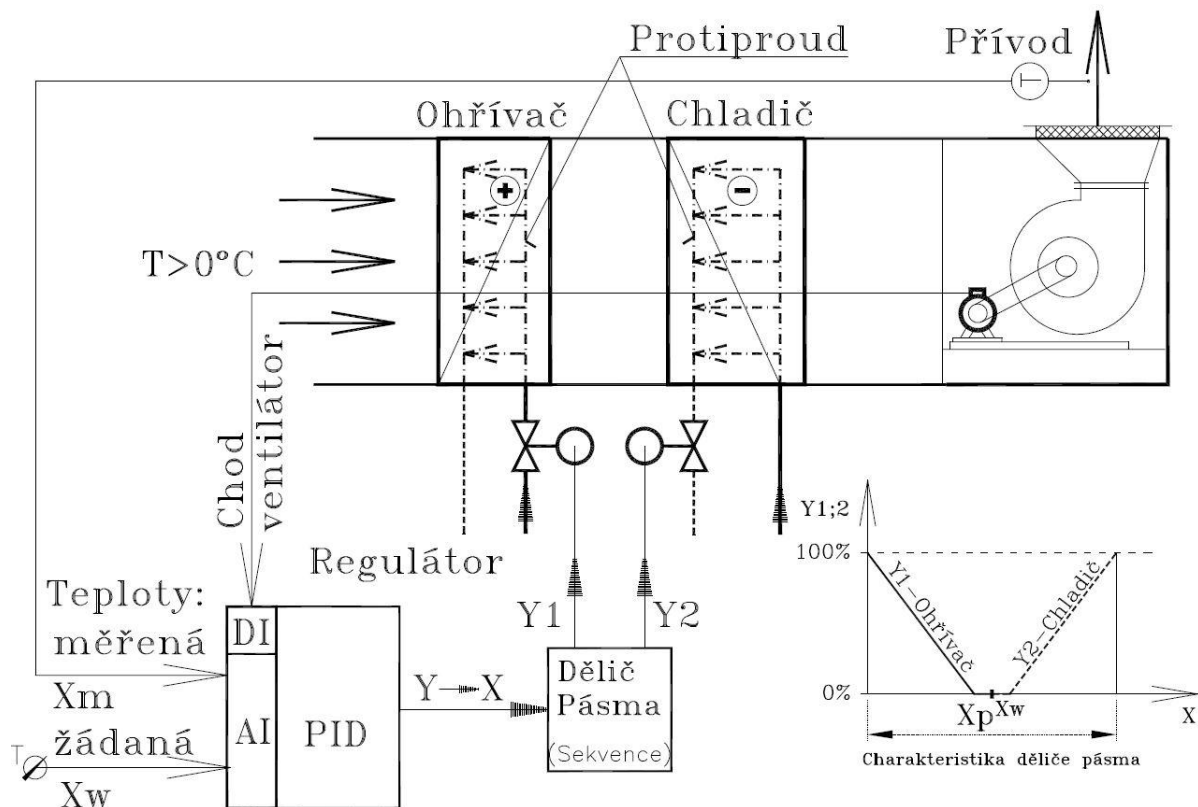 Protiproud
Přívod
T
Ohřívač
Chladič
+
-
T>0°C
Chod
ventilátor
Regulátor
Teploty:
měřená
Xm
žádaná
T
Xw
DI
AI
PID
Y X
Y1
Y2
Dělič
Pásma
(Sekvence)
Y1;2
100%
Y1-Ohřívač
Y2-Chladič
0%
Xp
Xw
X
Charakteristika děliče pásma